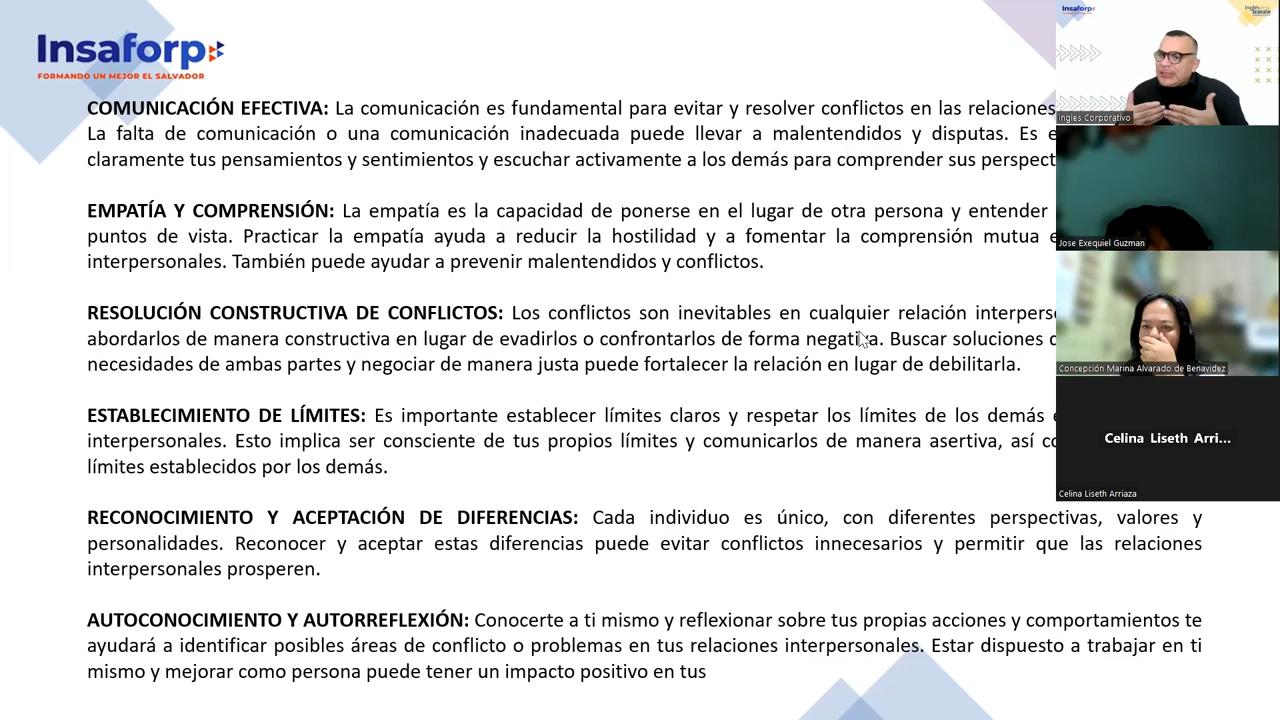 Insaforp
FORMANDO UN MEJOR EL SALVADOR
COMUNICACIÓN EFECTIVA: La comunicación es fundamental para evitar y resolver conflictos en las relaciones
La falta de comunicación o una comunicación inadecuada puede llevar a malentendidos y disputas. Es
claramente tus pensamientos y sentimientos y escuchar activamente a los demás para comprender sus
EMPATÍA Y COMPRENSIÓN: La empatía es la capacidad de ponerse en el lugar de otra persona y entender
puntos de vista. Practicar la empatía ayuda a reducir la hostilidad y a fomentar la comprensión mutua
interpersonales. También puede ayudar a prevenir malentendidos y conflictos.
RESOLUCIÓN CONSTRUCTIVA DE CONFLICTOS: Los conflictos son inevitables en cualquier relación
abordarlos de manera constructiva en lugar de evadirlos o confrontarlos de forma negativa. Buscar soluciones
necesidades de ambas partes y negociar de manera justa puede fortalecer la relación en lugar de debilitarla.
ESTABLECIMIENTO DE LÍMITES: Es importante establecer límites claros y respetar los límites de los demás
interpersonales. Esto implica ser consciente de tus propios límites y comunicarlos de manera asertiva, así
límites establecidos por los demás.
RECONOCIMIENTO Y ACEPTACIÓN DE DIFERENCIAS: Cada individuo es único, con diferentes perspectivas, valores y
personalidades. Reconocer y aceptar estas diferencias puede evitar conflictos innecesarios y permitir que las relaciones
interpersonales prosperen.
AUTOCONOCIMIENTO Y AUTORREFLEXIÓN: Conocerte a ti mismo y reflexionar sobre tus propias acciones y comportamientos te
ayudará a identificar posibles áreas de conflicto o problemas en tus relaciones interpersonales. Estar dispuesto a trabajar en ti
mismo y mejorar como persona puede tener un impacto positivo en tus
Insaforp
Ingles Corporativo
Jose Exequiel Guzman
Concepción Marina Alvarado de Benavidez
Celina Liseth Arri...
Celina Liseth Arriaza